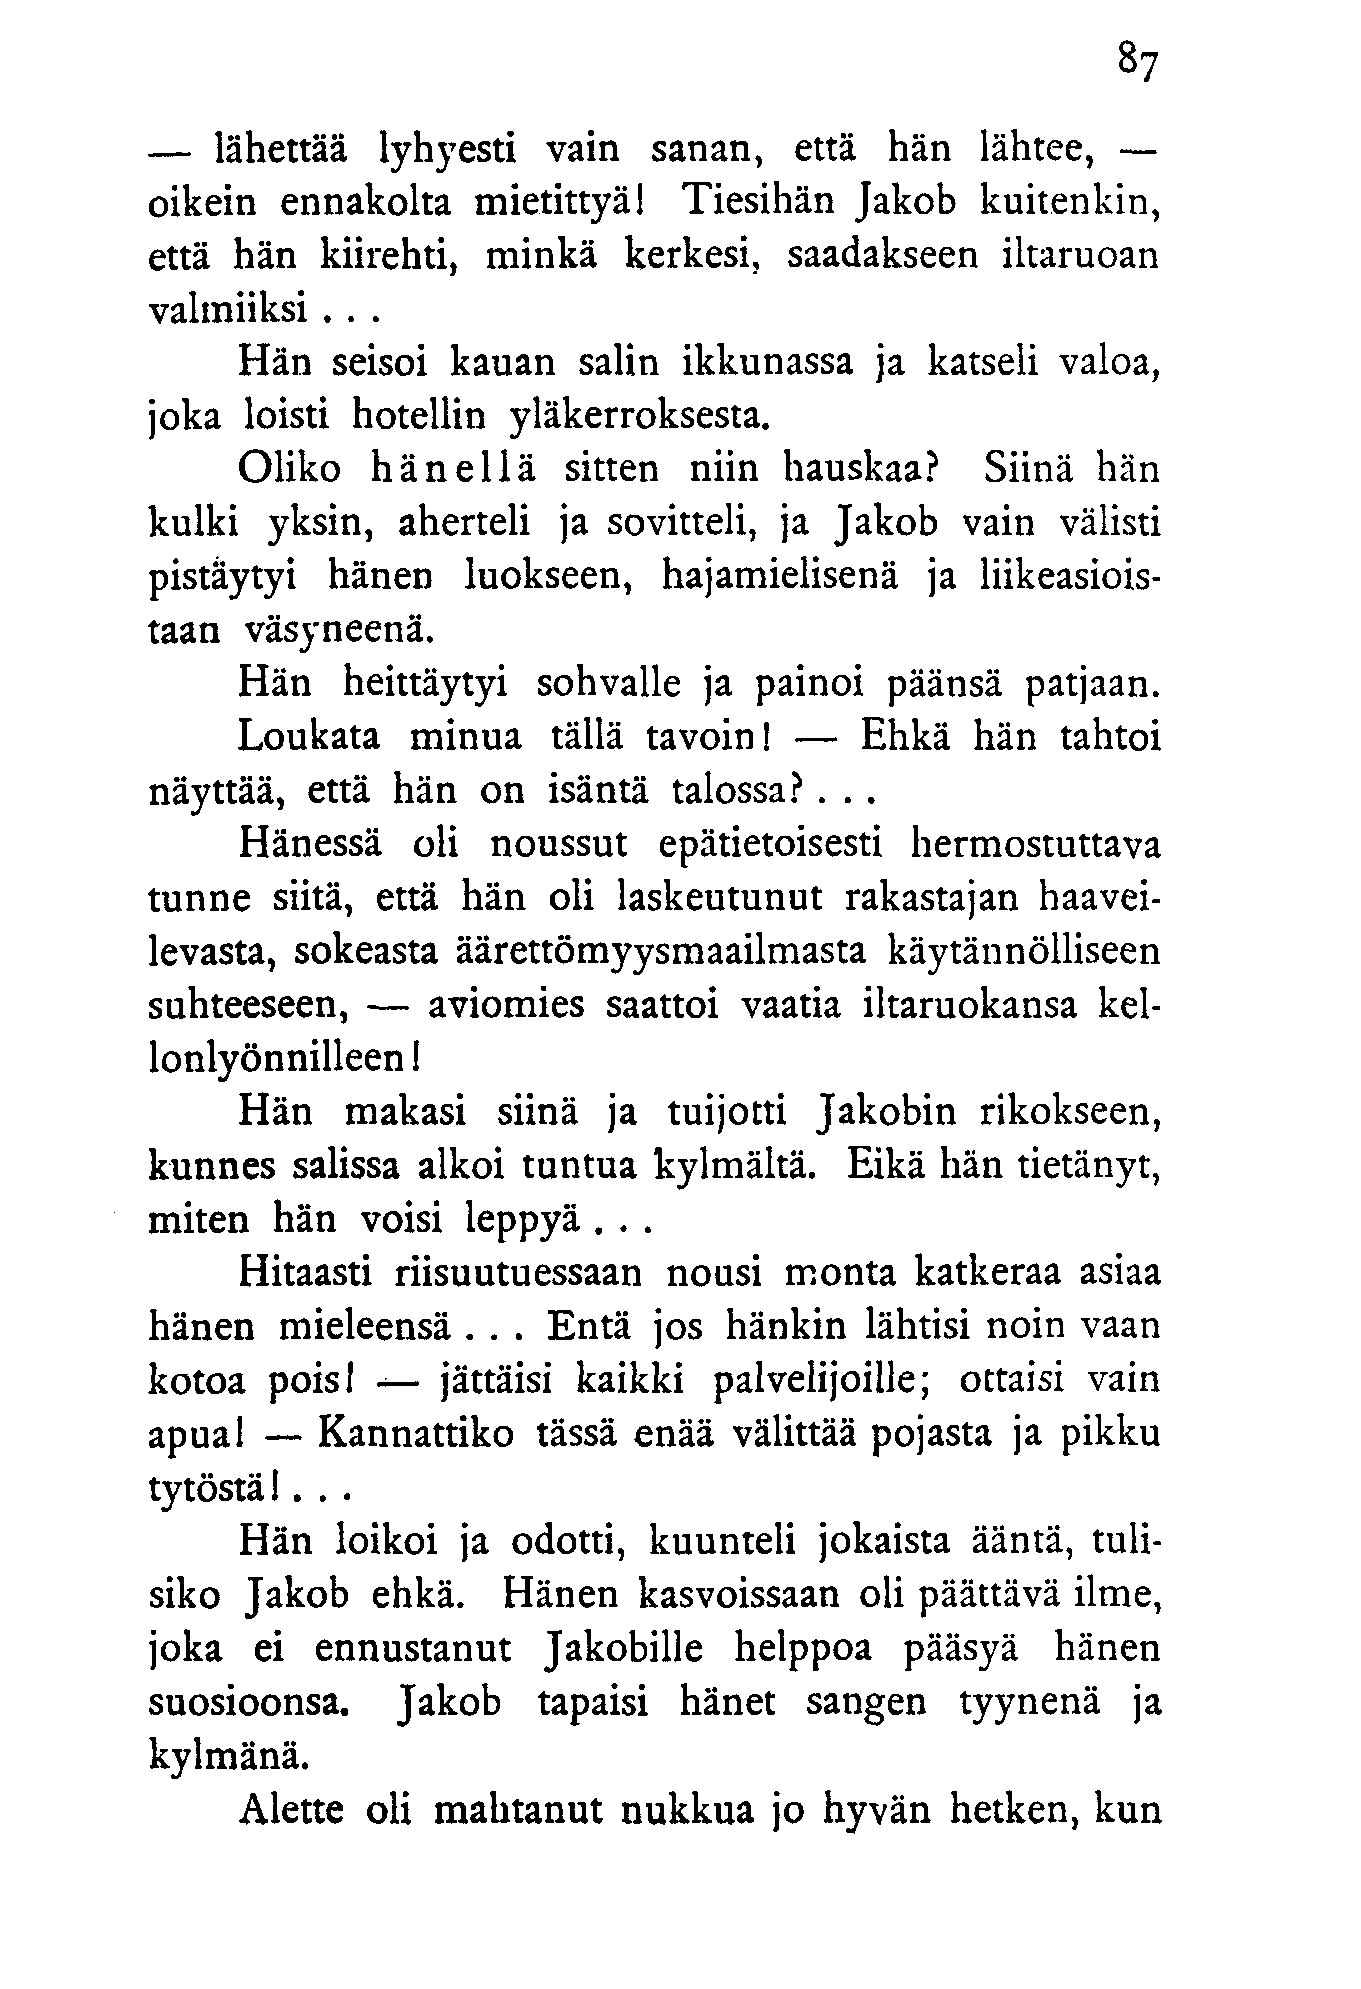 87
— lähettää lyhyesti vain sanan, että hän lähtee, —
oikein ennakolta mietittyä! Tiesihän Jakob kuitenkin,
että hän kiirehti, minkä kerkesi, saadakseen iltaruoan
valmiiksi . . .
Hän seisoi kauan salin ikkunassa ja katseli valoa,
joka loisti hotellin yläkerroksesta.
Oliko hänellä sitten niin hauskaa? Siinä hän
kulki yksin, aherteli ja sovitteli, ja Jakob vain välisti
pistäytyi hänen luokseen, hajamielisenä ja liikeasiois-
taan väsyneenä.
Hän heittäytyi sohvalle ja painoi päänsä patjaan.
Loukata minua tällä tavoin! — Ehkä hän tahtoi
näyttää, että hän on isäntä talossa? . . .
Hänessä oli noussut epätietoisesti hermostuttava
tunne siitä, että hän oli laskeutunut rakastajan haavei-
levasta, sokeasta äärettömyysmaailmasta käytännölliseen
suhteeseen, — aviomies saattoi vaatia iltaruokansa kel-
lonlyönnilleen!
Hän makasi siinä ja tuijotti Jakobin rikokseen,
kunnes salissa alkoi tuntua kylmältä. Eikä hän tietänyt,
miten hän voisi leppyä . . .
Hitaasti riisuutuessaan nousi monta katkeraa asiaa
hänen mieleensä . . . Entä jos hänkin lähtisi noin vaan
kotoa pois! — jättäisi kaikki palvelijoille; ottaisi vain
apua! — Kannattiko tässä enää välittää pojasta ja pikku
tytöstä! . . .
Hän loikoi ja odotti, kuunteli jokaista ääntä, tuli-
siko Jakob ehkä. Hänen kasvoissaan oli päättävä ilme,
joka ei ennustanut Jakobille helppoa pääsyä hänen
suosioonsa. Jakob tapaisi hänet sangen tyynenä ja
kylmänä.
Alette oli mahtanut nukkua jo hyvän hetken, kun